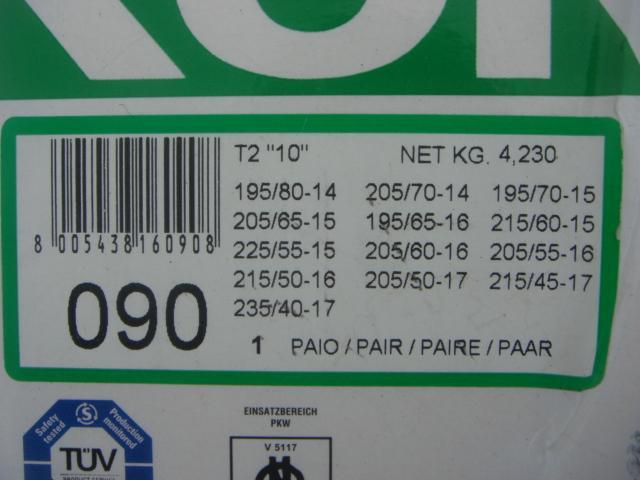 T2 "10" NET KG. 4,230
195/80-14 205/70-14 195/70-15
205/65-15 195/65-16 215/60-15
225/55-15 205/60-16 205/55-16
215/50-16 205/50-17 215/45-17
235/40-17
8 005438 160908
090
1 PAIO / PAIR / PAIRE / PAAR
Safety tested
Production monitored
TÜV
EINSATZBEREICH
PKW
V 5117